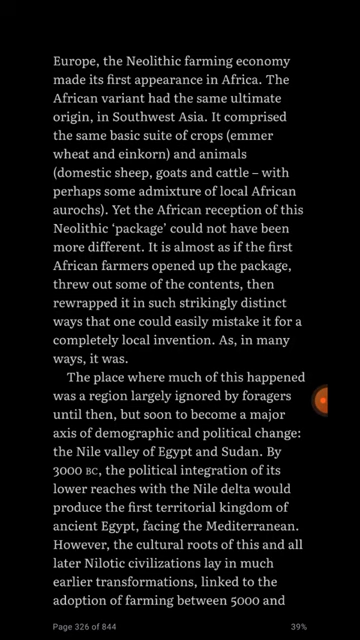 Europe, the Neolithic farming economy
made its first appearance in Africa. The
African variant had the same ultimate
origin, in Southwest Asia. It comprised
the same basic suite of crops (emmer
wheat and einkorn) and animals
(domestic sheep, goats and cattle – with
perhaps some admixture of local African
aurochs). Yet the African reception of this
Neolithic ‘package’ could not have been
more different. It is almost as if the first
African farmers opened up the package,
threw out some of the contents, then
rewrapped it in such strikingly distinct
ways that one could easily mistake it for a
completely local invention. As, in many
ways, it was.
The place where much of this happened
was a region largely ignored by foragers
until then, but soon to become a major
axis of demographic and political change:
the Nile valley of Egypt and Sudan. By
3000 BC, the political integration of its
lower reaches with the Nile delta would
produce the first territorial kingdom of
ancient Egypt, facing the Mediterranean.
However, the cultural roots of this and all
later Nilotic civilizations lay in much
earlier transformations, linked to the
adoption of farming between 5000 and
Page 326 of 844 39%